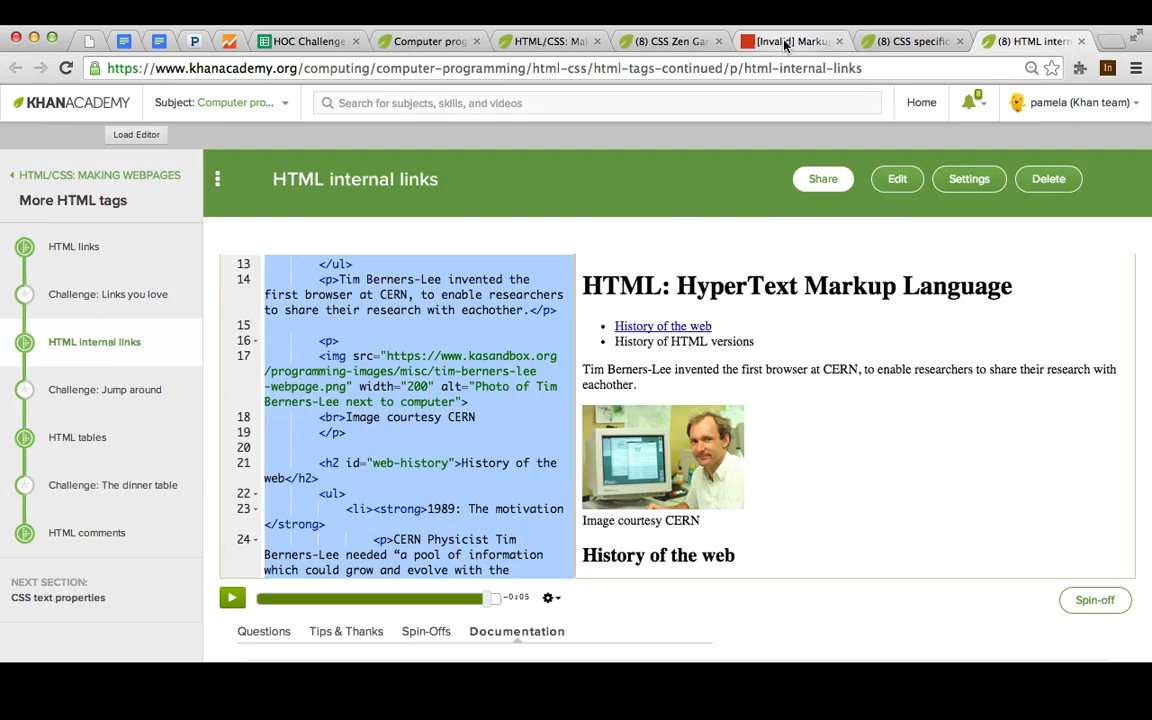 HOC Challenge
Computer prog
HTML/CSS: Ma
(8) CSS Zen Ga
[Invalid] Marku
(8) CSS specific
(8) HTML intern
https://www.khanacademy.org/computing/computer-programming/html-css/html-tags-continued/p/html-internal-links
In
KHANACADEMY
Subject: Computer pro...
Search for subjects, skills, and videos
Home
8
pamela (Khan team)
Load Editor
HTML/CSS: MAKING WEBPAGES
More HTML tags
HTML internal links
Share
Edit
Settings
Delete
HTML links
Challenge: Links you love
HTML internal links
Challenge: Jump around
HTML tables
Challenge: The dinner table
HTML comments
NEXT SECTION:
CSS text properties
13 </ul>
14 <p>Tim Berners-Lee invented the
first browser at CERN, to enable researchers
to share their research with eachother.</p>
15
16 <p>
17 <img src="https://www.kasandbox.org
/programming-images/misc/tim-berners-lee
-webpage.png" width="200" alt="Photo of Tim
Berners-Lee next to computer">
18 <br>Image courtesy CERN
19 </p>
20
21 <h2 id="web-history">History of the
web</h2>
22 <ul>
23 <li><strong>1989: The motivation
</strong>
24 <p>CERN Physicist Tim
Berners-Lee needed “a pool of information
which could grow and evolve with the
HTML: HyperText Markup Language
• History of the web
• History of HTML versions
Tim Berners-Lee invented the first browser at CERN, to enable researchers to share their research with
eachother.
Image courtesy CERN
History of the web
-0:05
Spin-off
Questions
Tips & Thanks
Spin-Offs
Documentation